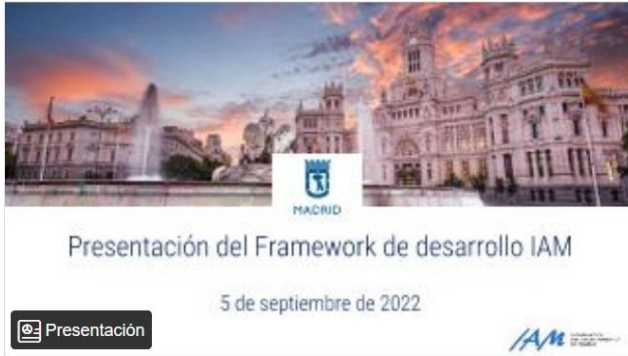 MADRID
Presentación del Framework de desarrollo IAM
5 de septiembre de 2022
Presentación
IAM